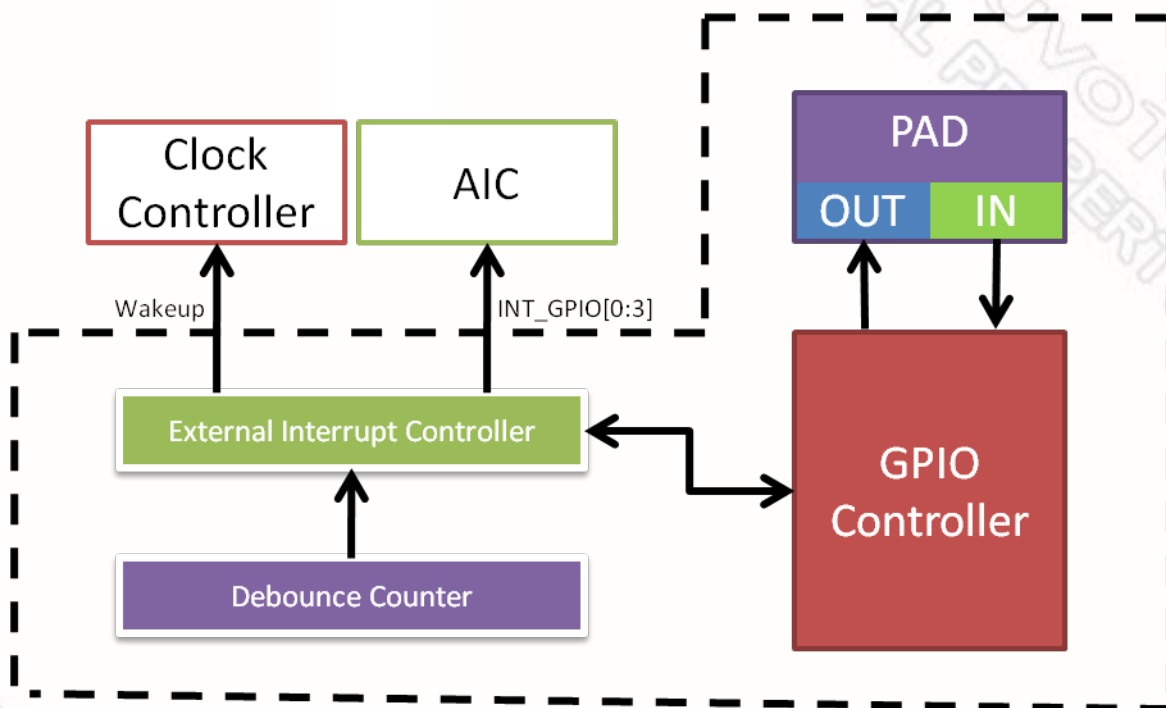 PAD
Clock
Controller
AIC
OUT
IN
Wakeup
INT_GPIO[0:3]
External Interrupt Controller
GPIO
Controller
Debounce Counter